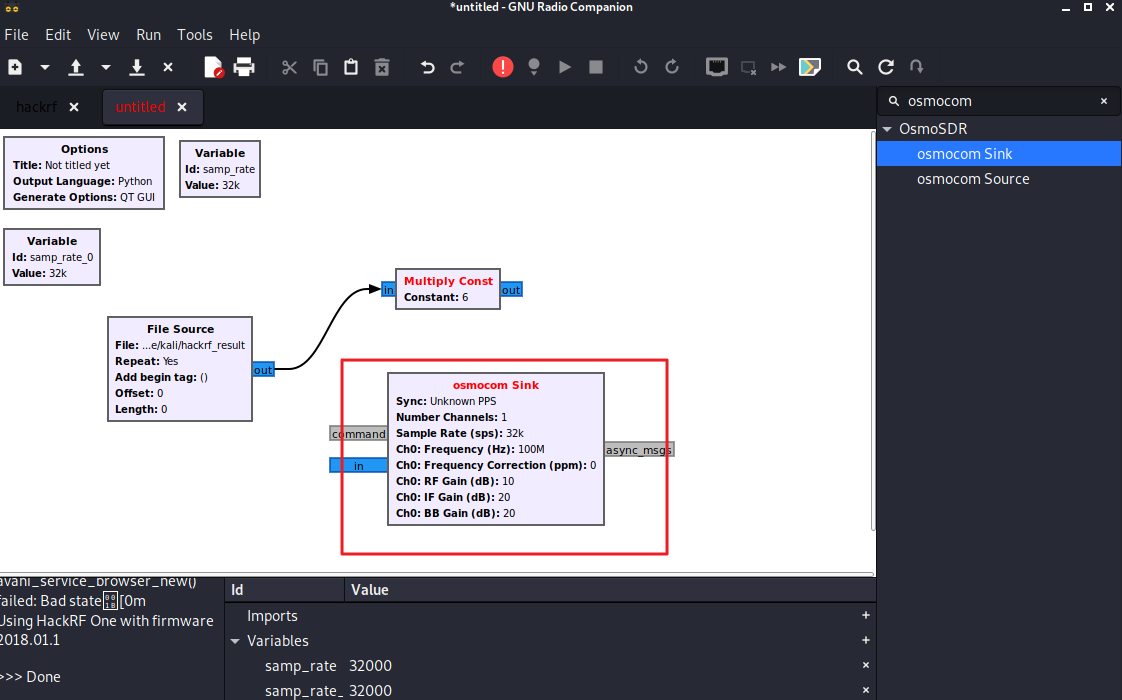 *untitled - GNU Radio Companion
File Edit View Run Tools Help
hackrf
untitled
osmocom
OsmoSDR
osmocom Sink
osmocom Source
Options
Title: Not titled yet
Output Language: Python
Generate Options: QT GUI
Variable
Id: samp_rate
Value: 32k
Variable
Id: samp_rate_0
Value: 32k
Multiply Const
Constant: 6
in
out
File Source
File: ...e/kali/hackrf_result
Repeat: Yes
Add begin tag: ()
Offset: 0
Length: 0
out
osmocom Sink
Sync: Unknown PPS
Number Channels: 1
Sample Rate (sps): 32k
Ch0: Frequency (Hz): 100M
Ch0: Frequency Correction (ppm): 0
Ch0: RF Gain (dB): 10
Ch0: IF Gain (dB): 20
Ch0: BB Gain (dB): 20
command
in
async_msgs
avahi_service_browser_new()
failed: Bad state[0m
Using HackRF One with firmware
2018.01.1
>>> Done
Id Value
Imports
Variables
samp_rate 32000
samp_rate_ 32000